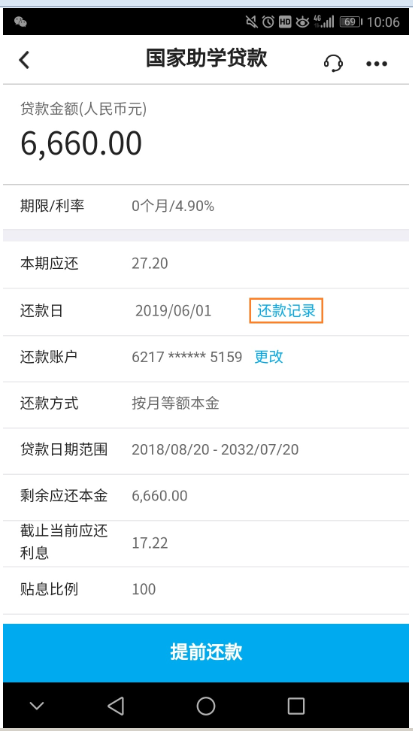 HD 46 69 10:06
国家助学贷款
贷款金额(人民币元)
6,660.00
期限/利率 0个月/4.90%
本期应还 27.20
还款日 2019/06/01 还款记录
还款账户 6217 ****** 5159 更改
还款方式 按月等额本金
贷款日期范围 2018/08/20 - 2032/07/20
剩余应还本金 6,660.00
截止当前应还
利息 17.22
贴息比例 100
提前还款